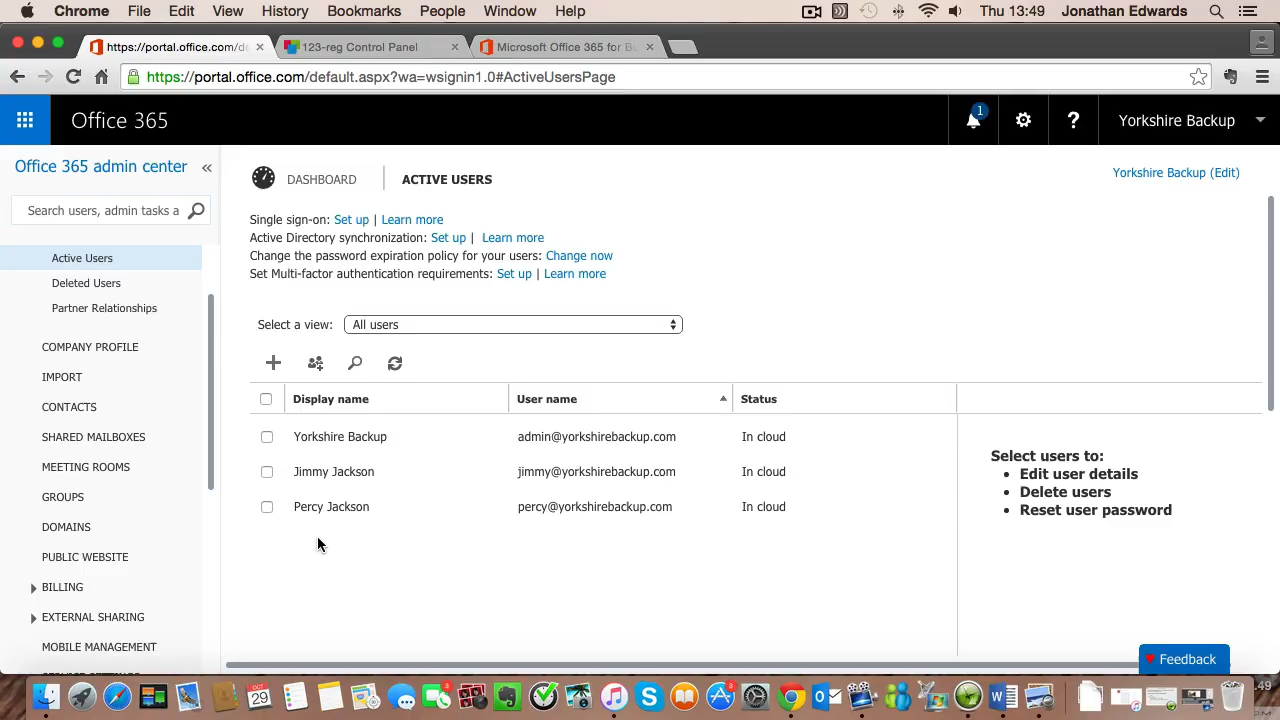 Chrome File Edit View History Bookmarks People Window Help Thu 13:49 Jonathan Edwards
https://portal.office.com/de 123-reg Control Panel Microsoft Office 365 for Bu
https://portal.office.com/default.aspx?wa=wsignin1.0#ActiveUsersPage
Office 365 1 ? Yorkshire Backup
Office 365 admin center «
Search users, admin tasks a
Active Users
Deleted Users
Partner Relationships
COMPANY PROFILE
IMPORT
CONTACTS
SHARED MAILBOXES
MEETING ROOMS
GROUPS
DOMAINS
PUBLIC WEBSITE
BILLING
EXTERNAL SHARING
MOBILE MANAGEMENT
DASHBOARD ACTIVE USERS
Yorkshire Backup (Edit)
Single sign-on: Set up | Learn more
Active Directory synchronization: Set up | Learn more
Change the password expiration policy for your users: Change now
Set Multi-factor authentication requirements: Set up | Learn more
Select a view: All users
Display name User name Status
Yorkshire Backup admin@yorkshirebackup.com In cloud
Jimmy Jackson jimmy@yorkshirebackup.com In cloud
Percy Jackson percy@yorkshirebackup.com In cloud
Select users to:
• Edit user details
• Delete users
• Reset user password
Feedback
OCT
29
3
8